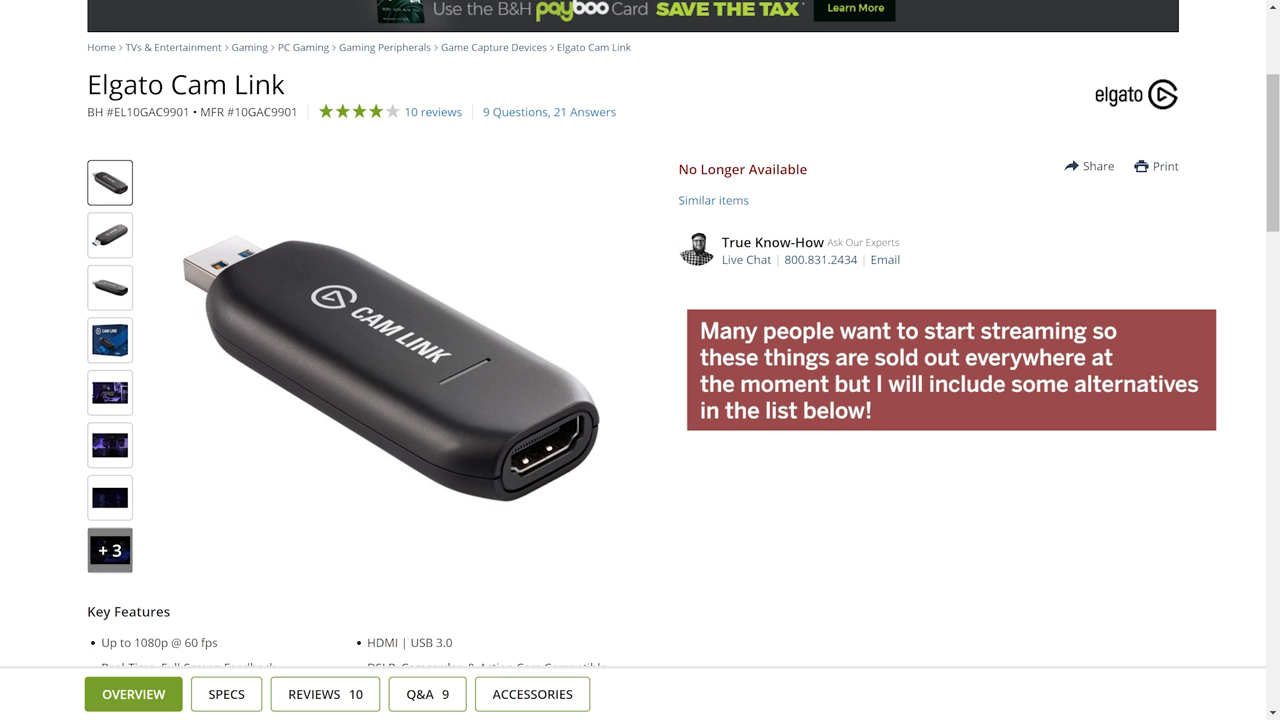 Use the B&H payboo Card SAVE THE TAX
Learn More
Home > TVs & Entertainment > Gaming > PC Gaming > Gaming Peripherals > Game Capture Devices > Elgato Cam Link
Elgato Cam Link
elgato
BH #EL10GAC9901 • MFR #10GAC9901
10 reviews
9 Questions, 21 Answers
No Longer Available
Share
Print
Similar items
True Know-How Ask Our Experts
Live Chat | 800.831.2434 | Email
CAM LINK
Many people want to start streaming so
these things are sold out everywhere at
the moment but I will include some alternatives
in the list below!
+ 3
Key Features
• Up to 1080p @ 60 fps
• HDMI | USB 3.0
OVERVIEW
SPECS
REVIEWS 10
Q&A 9
ACCESSORIES